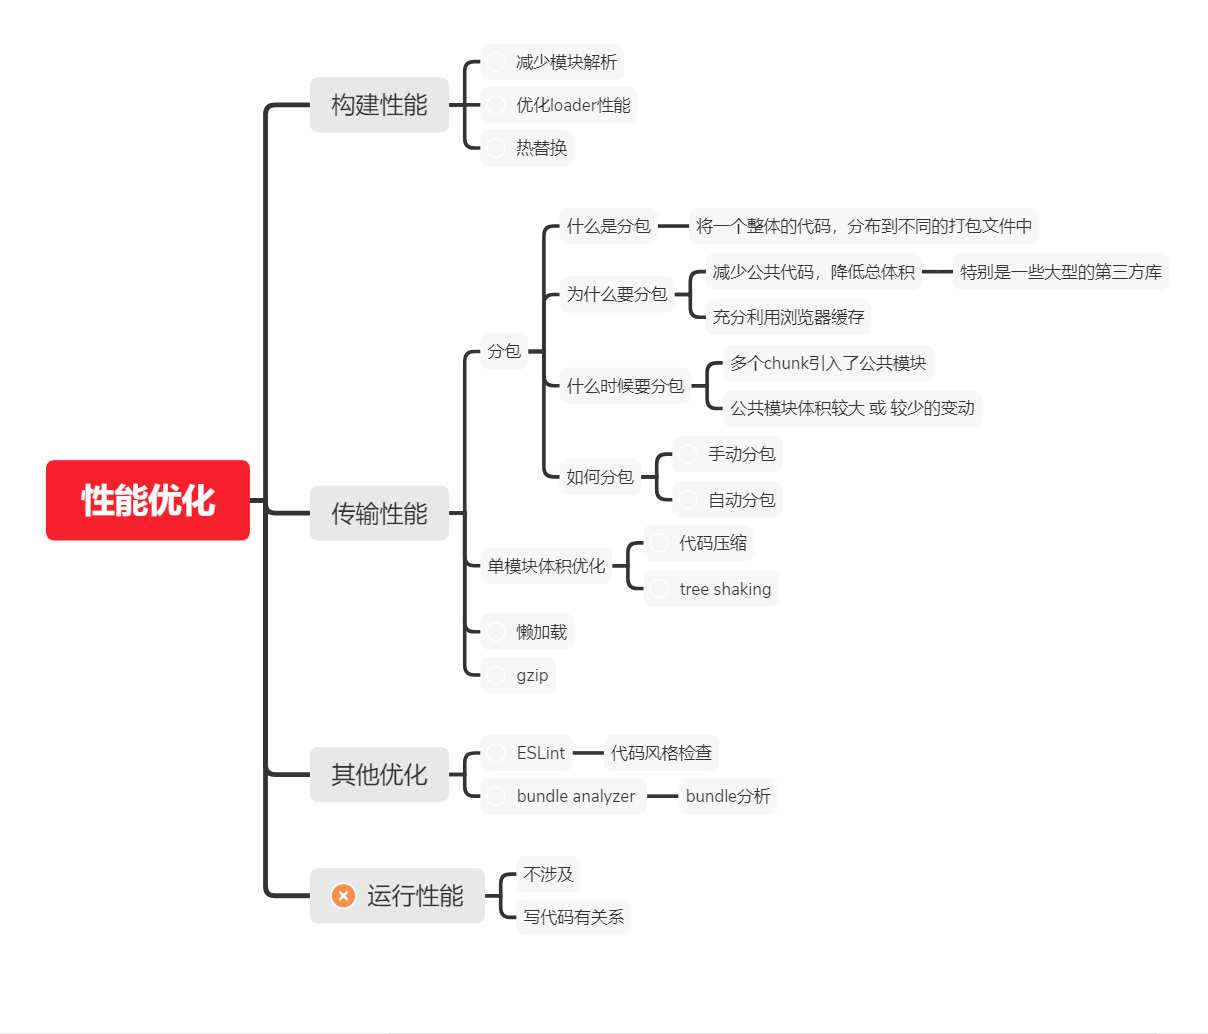 性能优化
构建性能
减少模块解析
优化loader性能
热替换
传输性能
分包
什么是分包
将一个整体的代码，分布到不同的打包文件中
为什么要分包
减少公共代码，降低总体积
特别是一些大型的第三方库
充分利用浏览器缓存
什么时候要分包
多个chunk引入了公共模块
公共模块体积较大 或 较少的变动
如何分包
手动分包
自动分包
单模块体积优化
代码压缩
tree shaking
懒加载
gzip
其他优化
ESLint
代码风格检查
bundle analyzer
bundle分析
运行性能
不涉及
写代码有关系